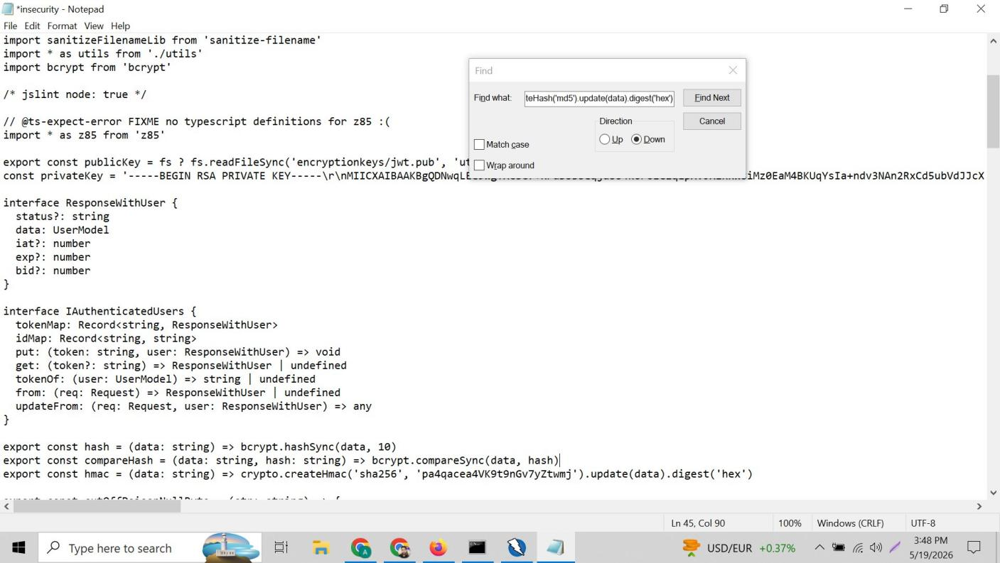 *insecurity - Notepad
File Edit Format View Help
import sanitizeFilenameLib from 'sanitize-filename'
import * as utils from './utils'
import bcrypt from 'bcrypt'
/* jslint node: true */
// @ts-expect-error FIXME no typescript definitions for z85 :(
import * as z85 from 'z85'
export const publicKey = fs ? fs.readFileSync('encryptionkeys/jwt.pub',
const privateKey = '-----BEGIN RSA PRIVATE KEY-----\r\nMIICXAIBAAKBgQDNwqL
iMz0EaM4BKUqYsIa+ndv3NAn2RxCd5ubVdJJcX
interface ResponseWithUser {
status?: string
data: UserModel
iat?: number
exp?: number
bid?: number
}
interface IAuthenticatedUsers {
tokenMap: Record<string, ResponseWithUser>
idMap: Record<string, string>
put: (token: string, user: ResponseWithUser) => void
get: (token?: string) => ResponseWithUser | undefined
tokenOf: (user: UserModel) => string | undefined
from: (req: Request) => ResponseWithUser | undefined
updateFrom: (req: Request, user: ResponseWithUser) => any
}
export const hash = (data: string) => bcrypt.hashSync(data, 10)
export const compareHash = (data: string, hash: string) => bcrypt.compareSync(data, hash)
export const hmac = (data: string) => crypto.createHmac('sha256', 'pa4qacea4VK9t9nGv7yZtwmj').update(data).digest('hex')
Find
Find what: teHash('md5').update(data).digest('hex') Find Next
Direction Cancel
Up Down
Match case
Wrap around
Ln 45, Col 90 100% Windows (CRLF) UTF-8
Type here to search
USD/EUR +0.37%
3:48 PM
5/19/2026